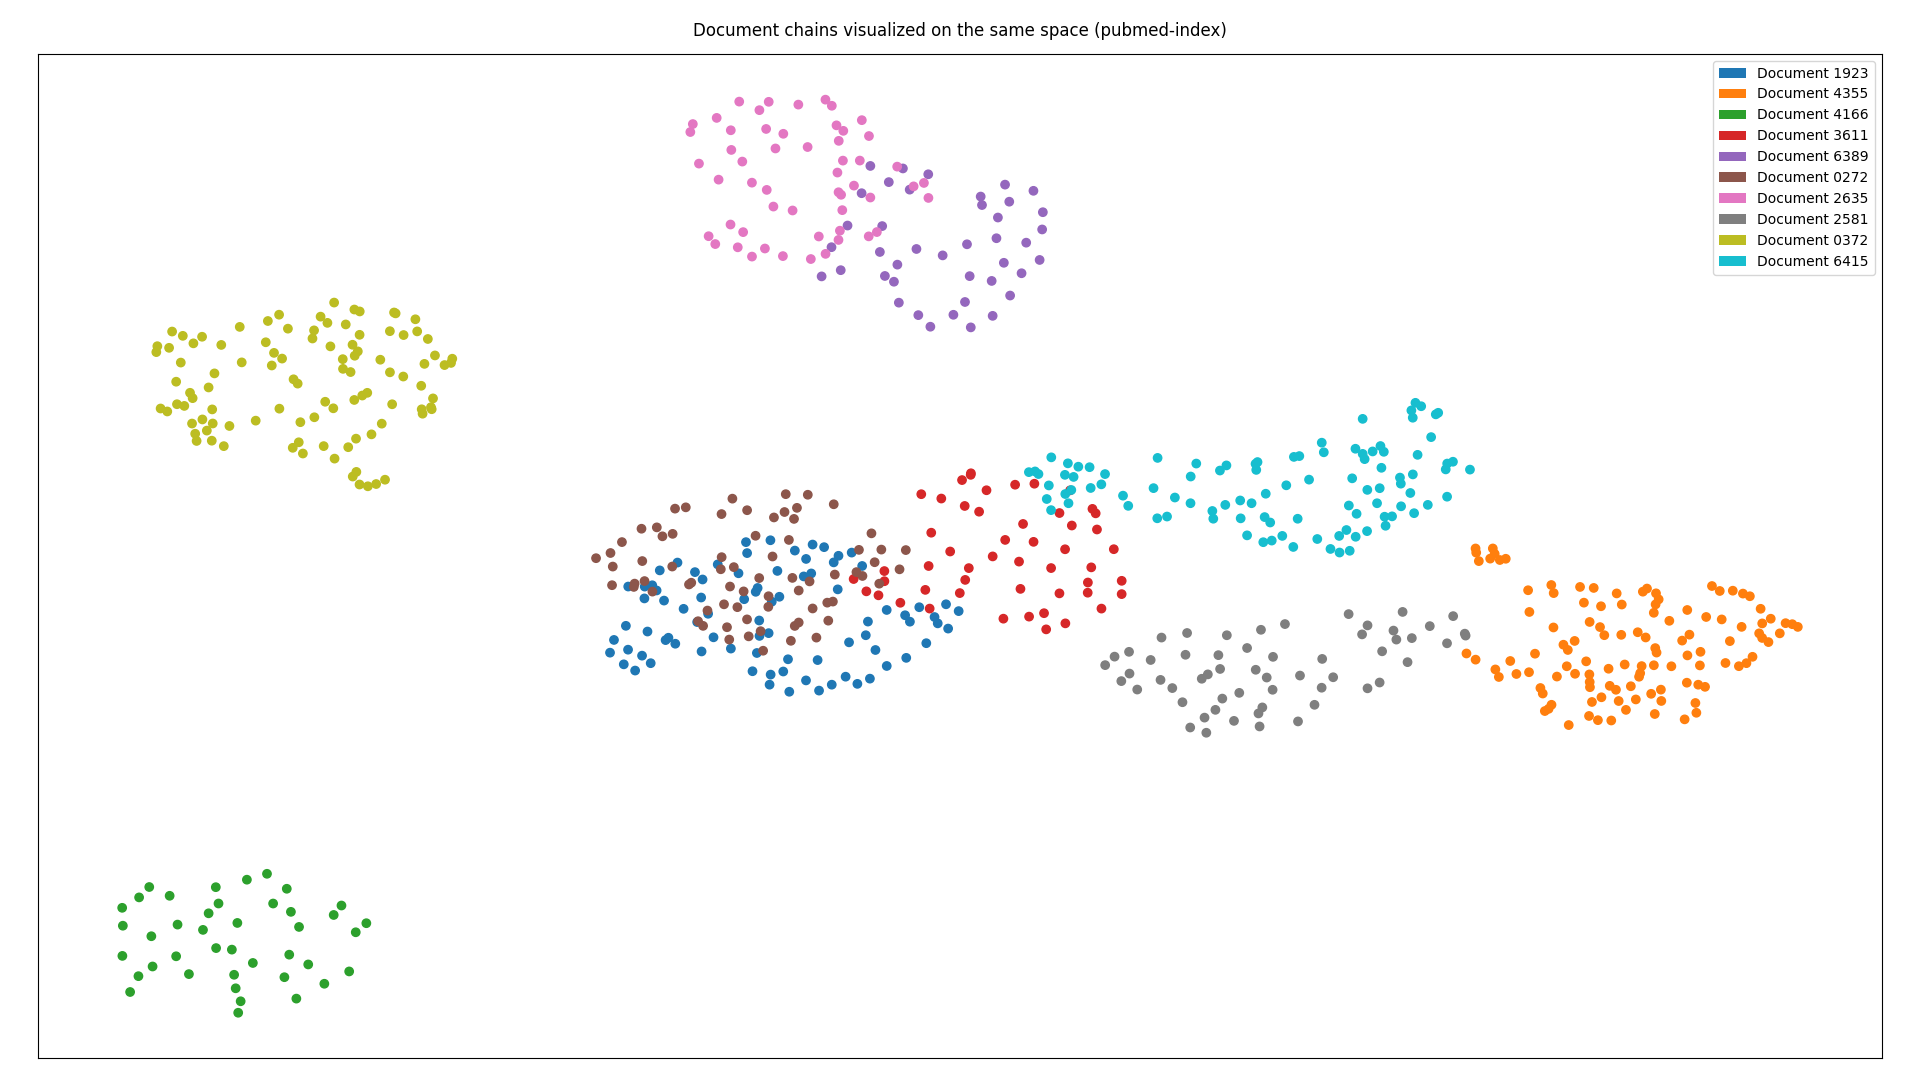 Document chains visualized on the same space (pubmed-index)
Document 1923
Document 4355
Document 4166
Document 3611
Document 6389
Document 0272
Document 2635
Document 2581
Document 0372
Document 6415